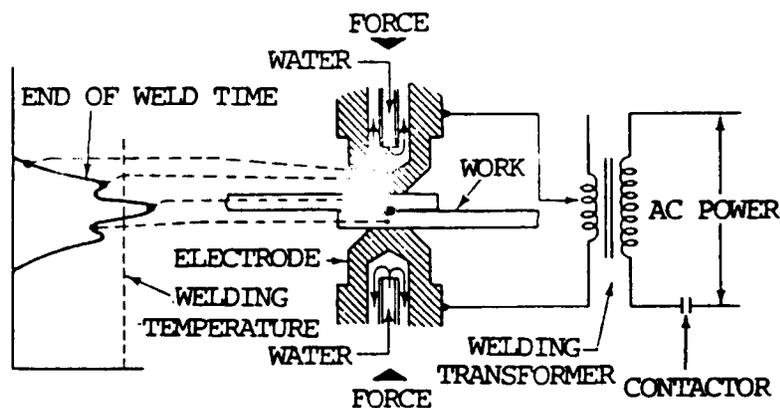 FORCE
WATER
END OF WELD TIME
WORK
AC POWER
ELECTRODE
WELDING
TEMPERATURE
WATER
WELDING
TRANSFORMER
CONTACTOR
FORCE